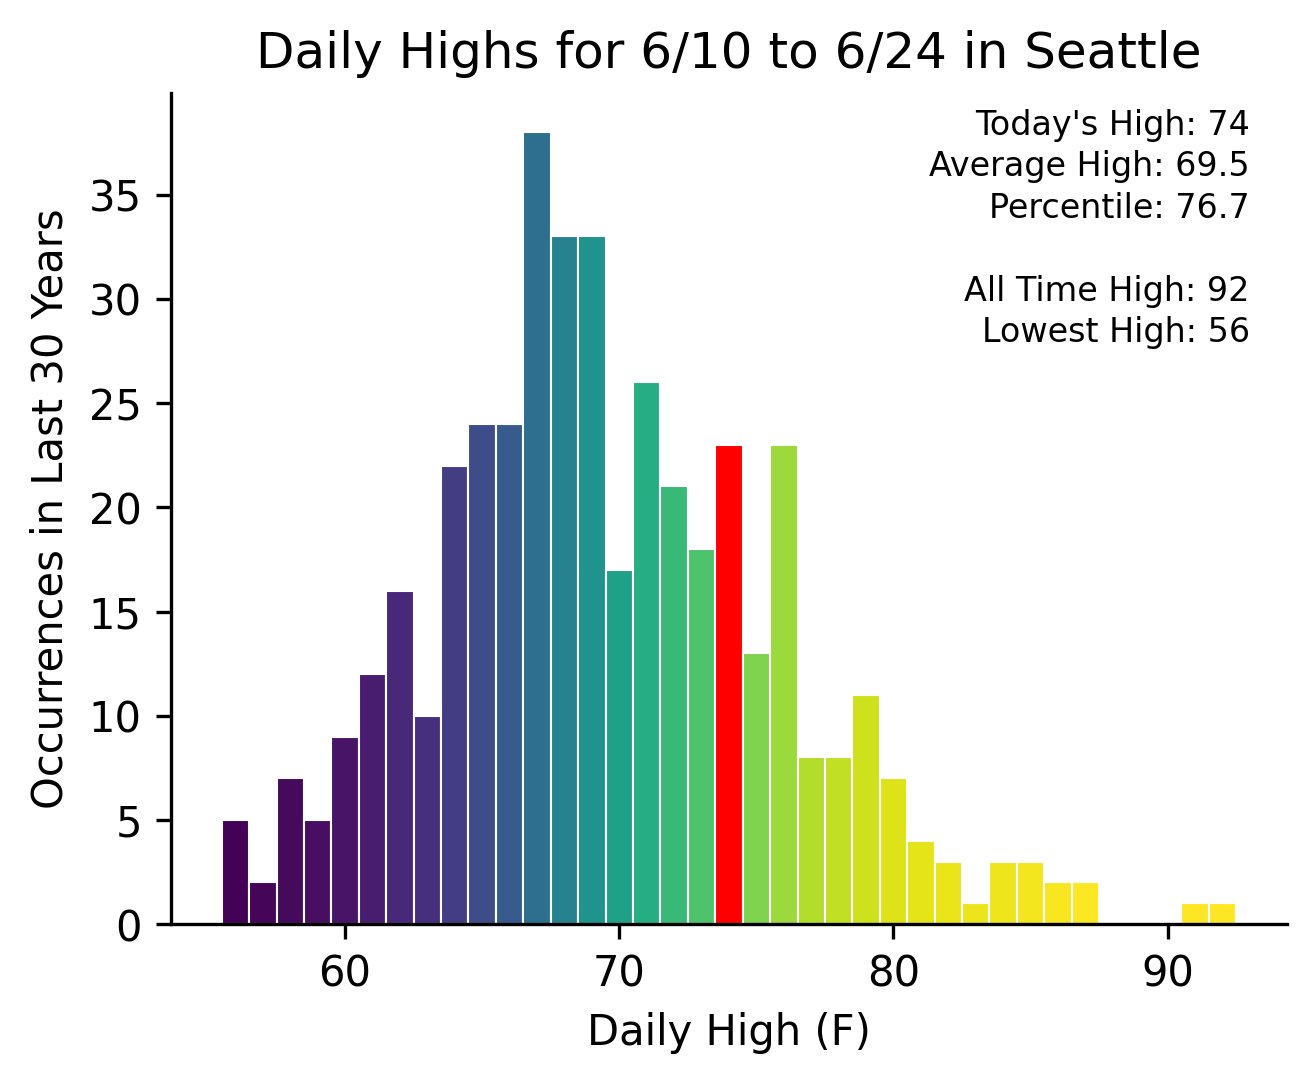 Daily Highs for 6/10 to 6/24 in Seattle
Today's High: 74
Average High: 69.5
Percentile: 76.7
All Time High: 92
Lowest High: 56
Occurrences in Last 30 Years
35
30
25
20
15
10
5
0
60 70 80 90
Daily High (F)